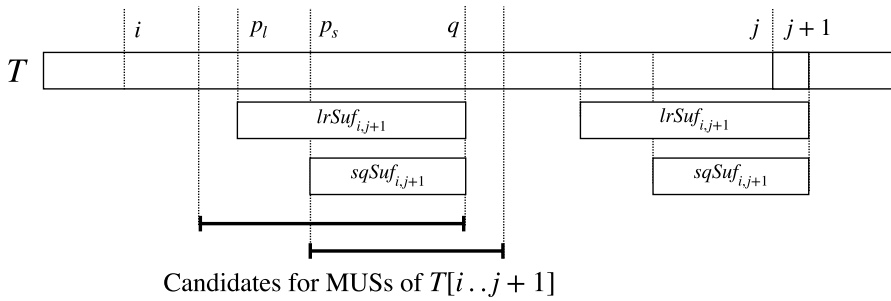 i p_l p_s q j j + 1
T
lrSuf_{i,j+1} lrSuf_{i,j+1}
sqSuf_{i,j+1} sqSuf_{i,j+1}
Candidates for MUSs of T[i . . j + 1]